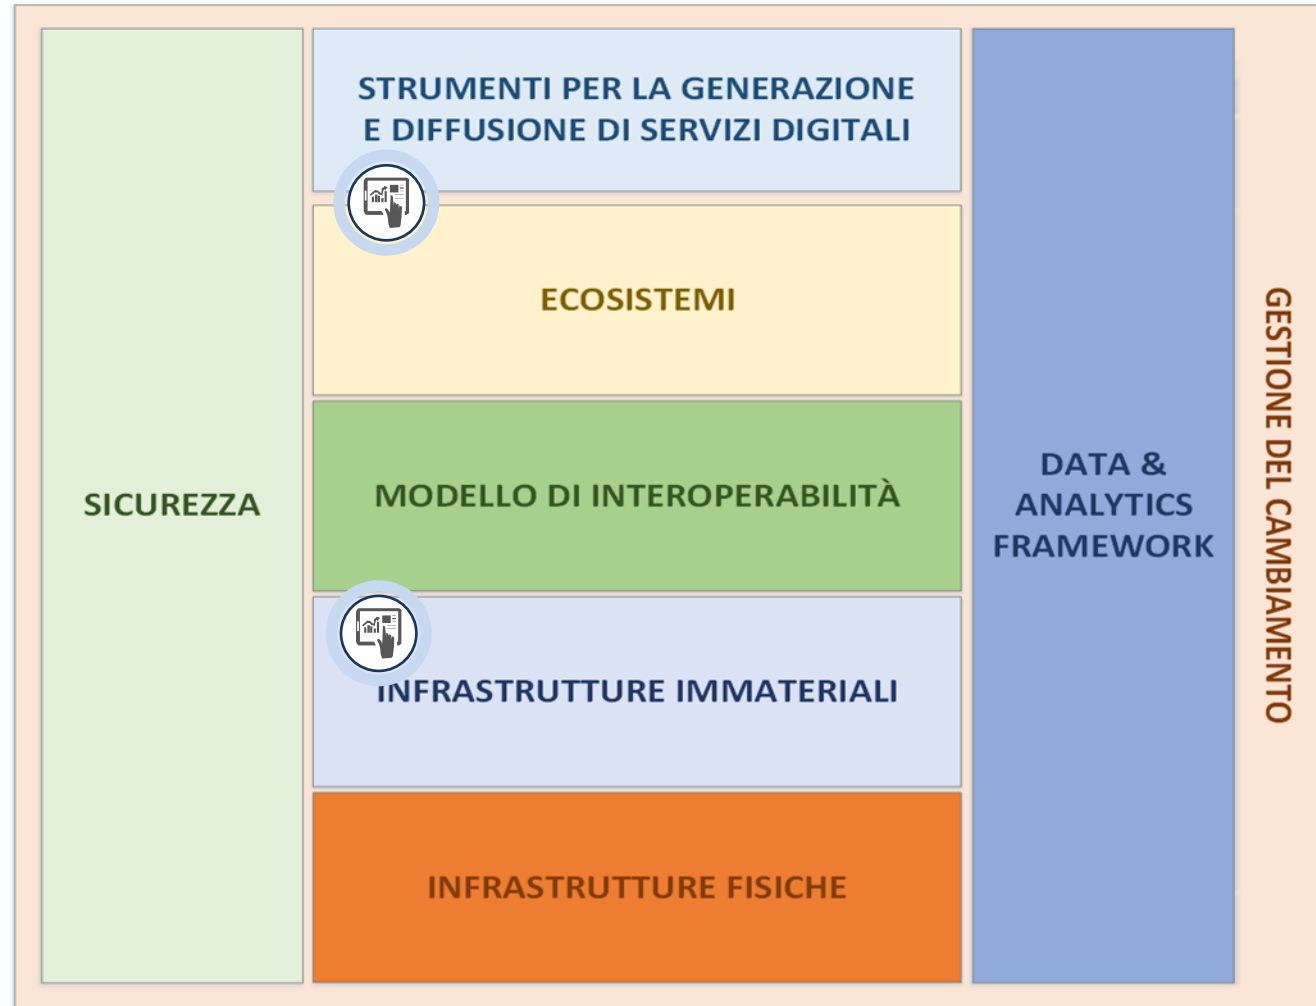 STRUMENTI PER LA GENERAZIONE
E DIFFUSIONE DI SERVIZI DIGITALI
ECOSISTEMI
SICUREZZA
MODELLO DI INTEROPERABILITÀ
DATA &
ANALYTICS
FRAMEWORK
GESTIONE DEL CAMBIAMENTO
INFRASTRUTTURE IMMATERIALI
INFRASTRUTTURE FISICHE